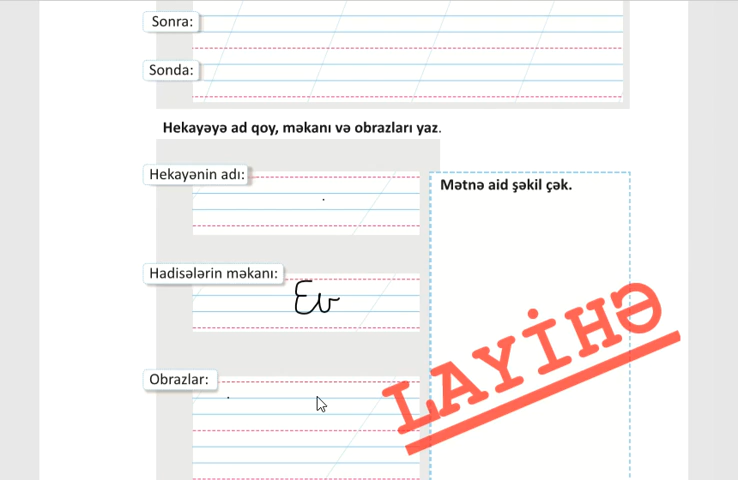 Sonra:
Sonda:
Hekayəyə ad qoy, məkanı və obrazları yaz.
Hekayənin adı:
Mətnə aid şəkil çək.
Hadisələrin məkanı:
Ev
LAYİHƏ
Obrazlar: